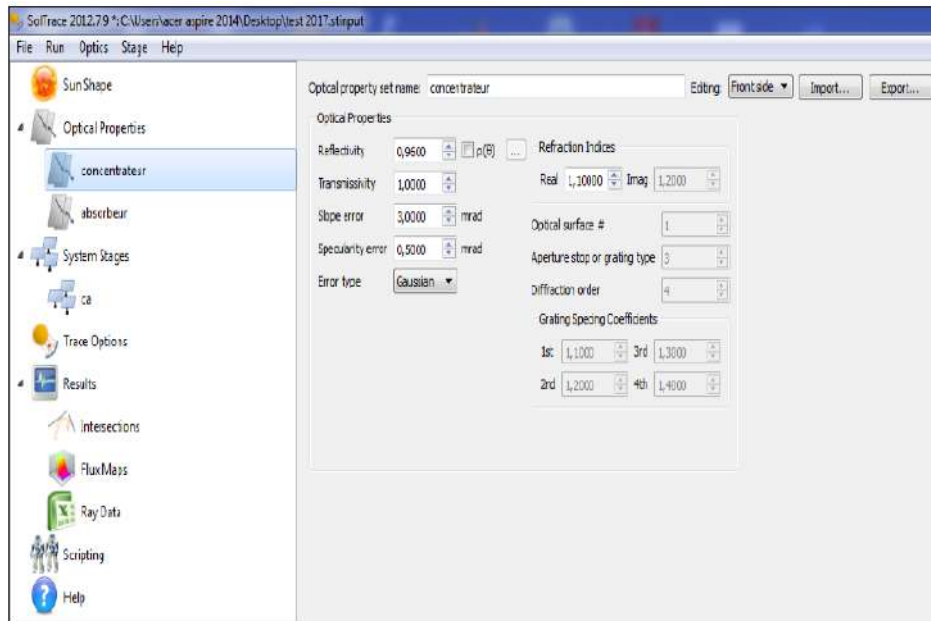 SolTrace 2012.7.9 *: C:\Users\acer aspire 2014\Desktop\test 2017.stinput
File Run Optics Stage Help
Sun Shape
Optical Properties
concentrateur
absorbeur
System Stages
ca
Trace Options
Results
Intersections
Flux Maps
Ray Data
Scripting
Help
Optical property set name: concentrateur Editing: Front side Import... Export...
Optical Properties
Reflectivity 0,9600 ρ(θ) ...
Transmissivity 1,0000
Slope error 3,0000 mrad
Specularity error 0,5000 mrad
Error type Gaussian
Refraction Indices
Real 1,10000 Imag 1,2000
Optical surface # 1
Aperture stop or grating type 3
Diffraction order 4
Grating Spacing Coefficients
1st 1,1000 3rd 1,3000
2nd 1,2000 4th 1,4000